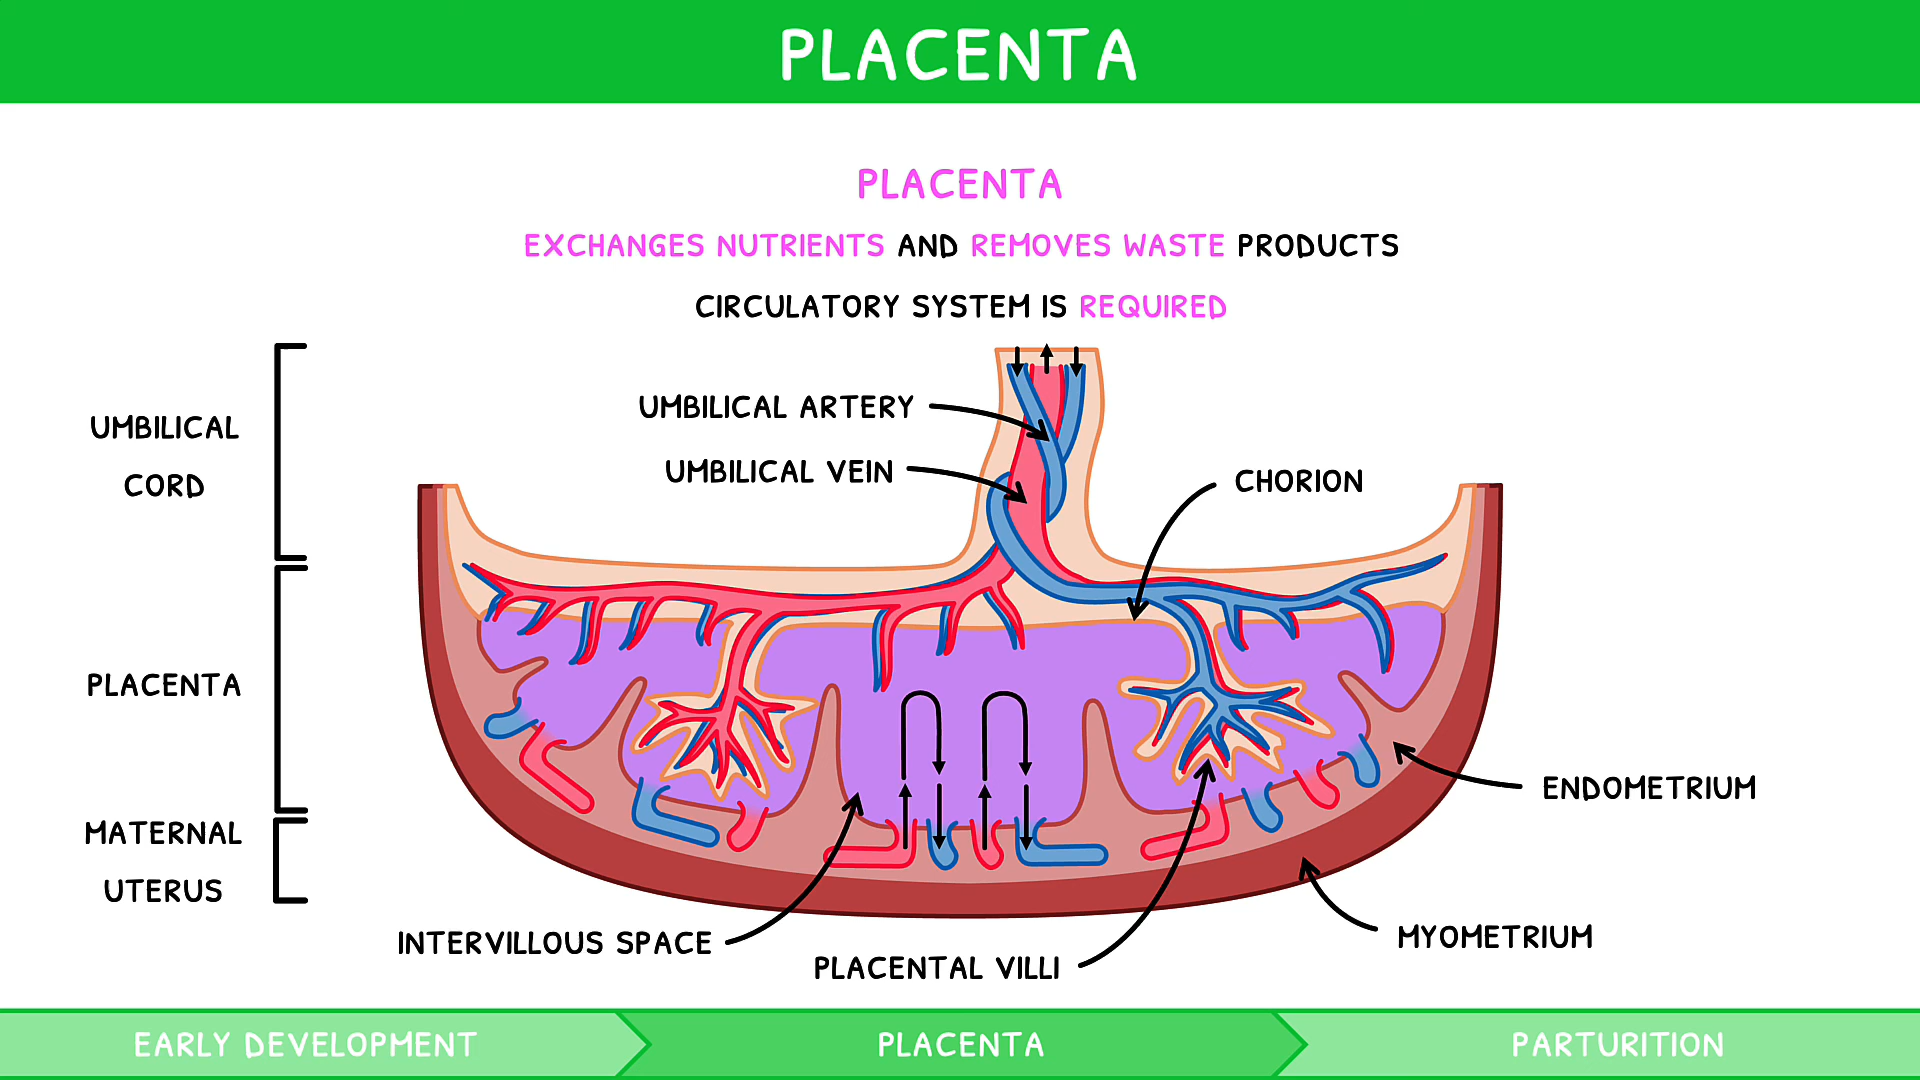 PLACENTA
PLACENTA
EXCHANGES NUTRIENTS AND REMOVES WASTE PRODUCTS
CIRCULATORY SYSTEM IS REQUIRED
UMBILICAL
CORD
UMBILICAL ARTERY
UMBILICAL VEIN
CHORION
PLACENTA
ENDOMETRIUM
MATERNAL
UTERUS
INTERVILLOUS SPACE
PLACENTAL VILLI
MYOMETRIUM
EARLY DEVELOPMENT
PLACENTA
PARTURITION